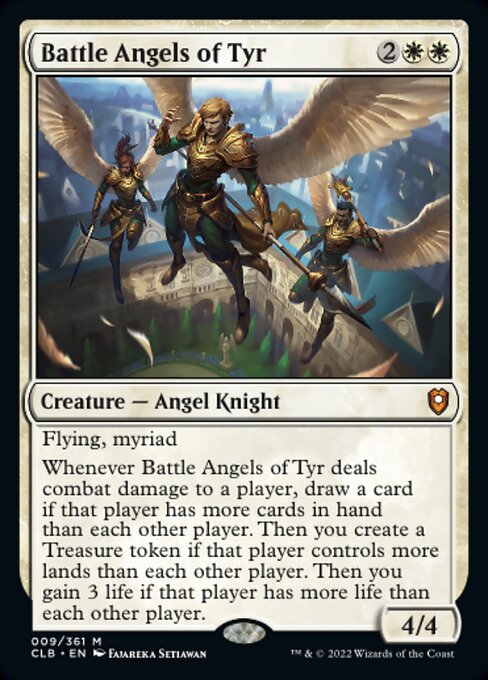 Battle Angels of Tyr 2
Creature — Angel Knight
Flying, myriad
Whenever Battle Angels of Tyr deals
combat damage to a player, draw a card
if that player has more cards in hand
than each other player. Then you create a
Treasure token if that player controls more
lands than each other player. Then you
gain 3 life if that player has more life than
each other player.
4/4
009/361 M
CLB • EN Fajareka Setiawan
™ & © 2022 Wizards of the Coast